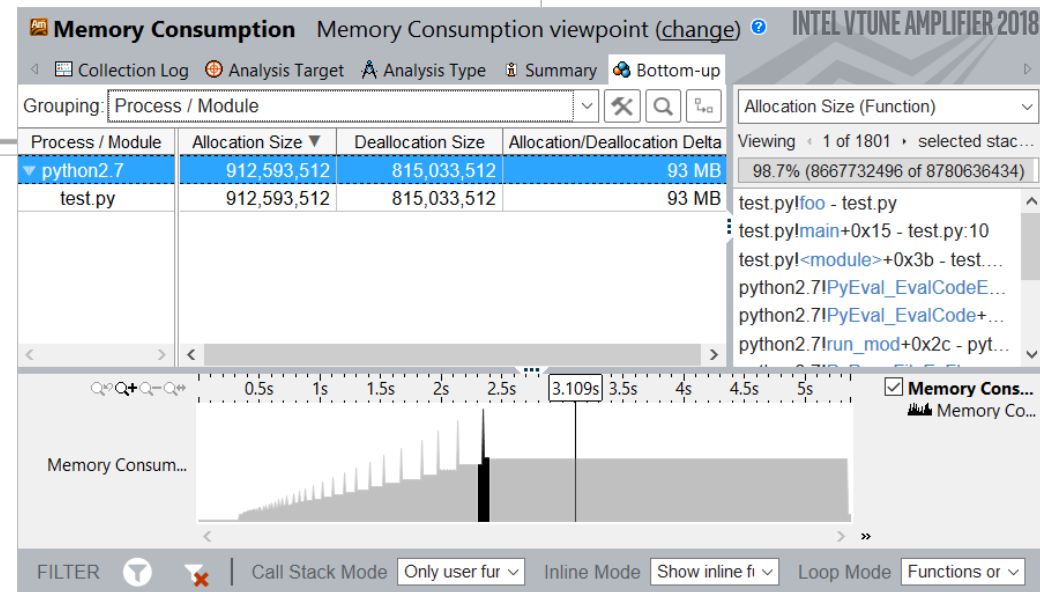 Memory Consumption Memory Consumption viewpoint (change) ? INTEL VTUNE AMPLIFIER 2018
Collection Log Analysis Target Analysis Type Summary Bottom-up
Grouping: Process / Module
Allocation Size (Function)
Process / Module Allocation Size ▼ Deallocation Size Allocation/Deallocation Delta
Viewing 1 of 1801 selected stac...
python2.7 912,593,512 815,033,512 93 MB
98.7% (8667732496 of 8780636434)
test.py 912,593,512 815,033,512 93 MB
test.py!foo - test.py
test.py!main+0x15 - test.py:10
test.py!<module>+0x3b - test....
python2.7!PyEval_EvalCodeE...
python2.7!PyEval_EvalCode+...
python2.7!run_mod+0x2c - pyt...
0.5s 1s 1.5s 2s 2.5s 3.109s 3.5s 4s 4.5s 5s
Memory Cons...
Memory Co...
Memory Consum...
FILTER Call Stack Mode Only user fur Inline Mode Show inline fu Loop Mode Functions or